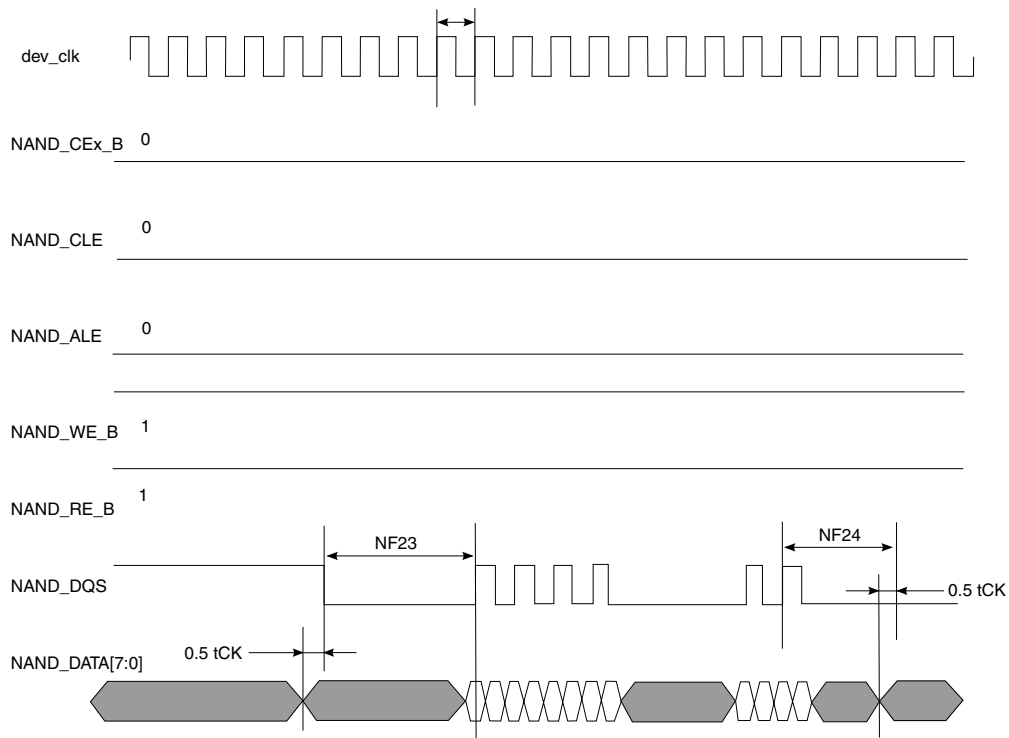 dev_clk
NAND_CEx_B 0
NAND_CLE 0
NAND_ALE 0
NAND_WE_B 1
NAND_RE_B 1
NF23 NF24
NAND_DQS 0.5 tCK
NAND_DATA[7:0] 0.5 tCK